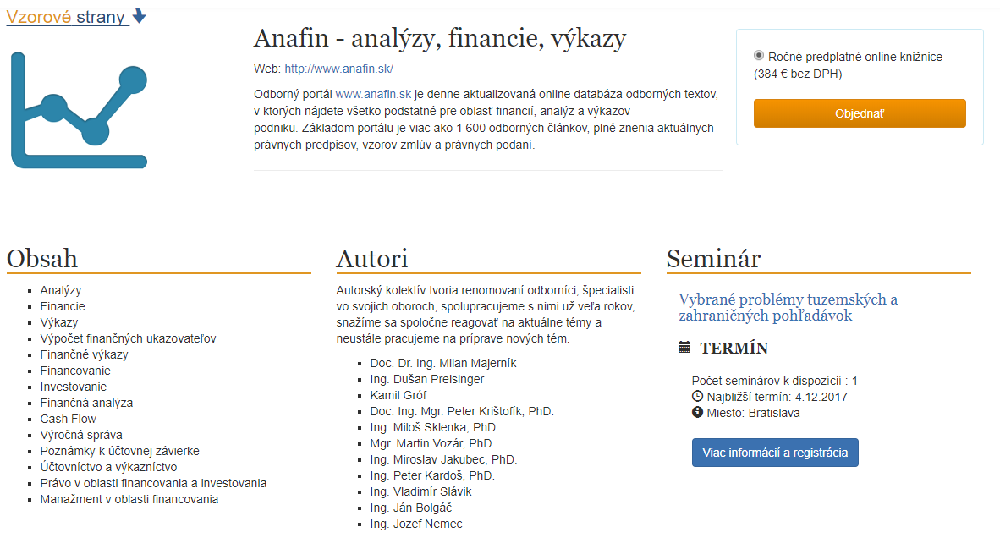 Vzorové strany
Anafin - analýzy, financie, výkazy
Web: http://www.anafin.sk/
Odborný portál www.anafin.sk je denne aktualizovaná online databáza odborných textov,
v ktorých nájdete všetko podstatné pre oblasť financií, analýz a výkazov
podniku. Základom portálu je viac ako 1 600 odborných článkov, plné znenia aktuálnych
právnych predpisov, vzorov zmlúv a právnych podaní.
Ročné predplatné online knižnice
(384 € bez DPH)
Objednať
Obsah
Analýzy
Financie
Výkazy
Výpočet finančných ukazovateľov
Finančné výkazy
Financovanie
Investovanie
Finančná analýza
Cash Flow
Výročná správa
Poznámky k účtovnej závierke
Účtovníctvo a výkazníctvo
Právo v oblasti financovania a investovania
Manažment v oblasti financovania
Autori
Autorský kolektív tvoria renomovaní odborníci, špecialisti
vo svojich oboroch, spolupracujeme s nimi už veľa rokov,
snažíme sa spoločne reagovať na aktuálne témy a
neustále pracujeme na príprave nových tém.
Doc. Dr. Ing. Milan Majerník
Ing. Dušan Preisinger
Kamil Gróf
Doc. Ing. Mgr. Peter Krištofík, PhD.
Ing. Miloš Sklenka, PhD.
Mgr. Martin Vozár, PhD.
Ing. Miroslav Jakubec, PhD.
Ing. Peter Kardoš, PhD.
Ing. Vladimír Slávik
Ing. Ján Bolgáč
Ing. Jozef Nemec
Seminár
Vybrané problémy tuzemských a
zahraničných pohľadávok
TERMÍN
Počet seminárov k dispozícií : 1
Najbližší termín: 4.12.2017
Miesto: Bratislava
Viac informácií a registrácia